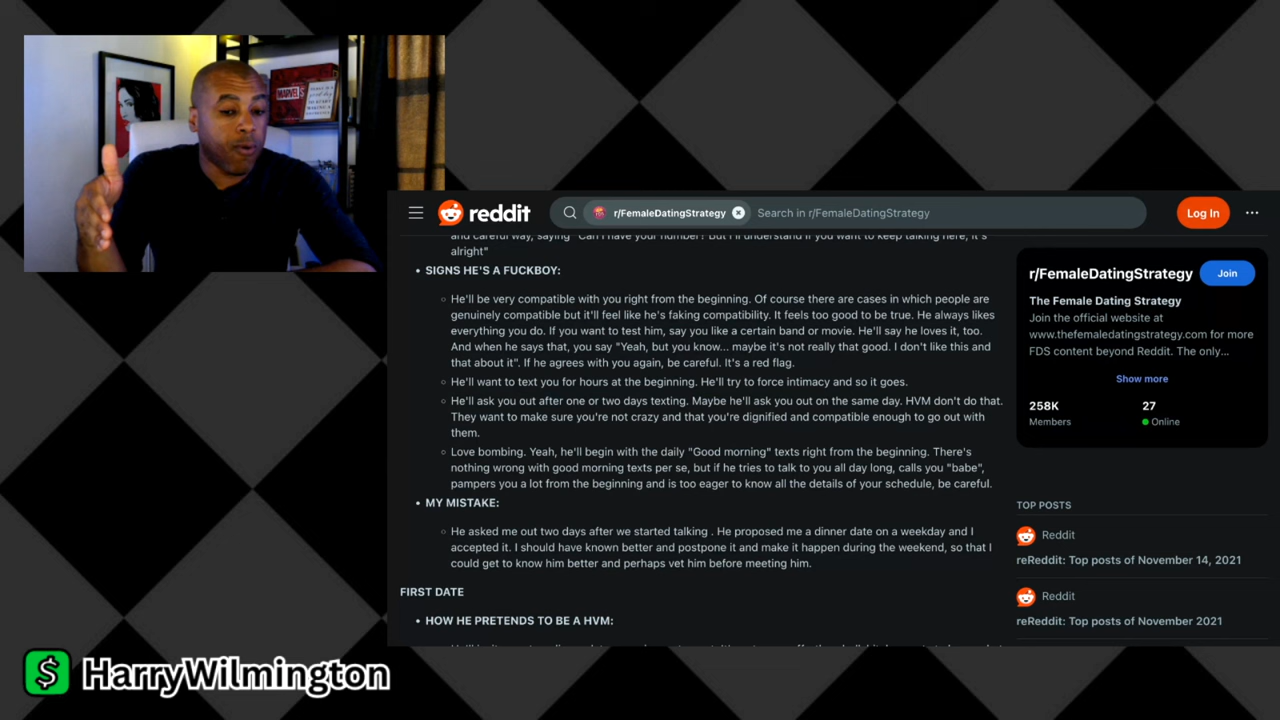 MARVEL
reddit
r/FemaleDatingStrategy
Search in r/FemaleDatingStrategy
Log In
and careful way, saying "Can I have your number? But I'll understand if you want to keep talking here, it's
alright"
• SIGNS HE'S A FUCKBOY:
He'll be very compatible with you right from the beginning. Of course there are cases in which people are
genuinely compatible but it'll feel like he's faking compatibility. It feels too good to be true. He always likes
everything you do. If you want to test him, say you like a certain band or movie. He'll say he loves it, too.
And when he says that, you say "Yeah, but you know... maybe it's not really that good. I don't like this and
that about it". If he agrees with you again, be careful. It's a red flag.
He'll want to text you for hours at the beginning. He'll try to force intimacy and so it goes.
He'll ask you out after one or two days texting. Maybe he'll ask you out on the same day. HVM don't do that.
They want to make sure you're not crazy and that you're dignified and compatible enough to go out with
them.
Love bombing. Yeah, he'll begin with the daily "Good morning" texts right from the beginning. There's
nothing wrong with good morning texts per se, but if he tries to talk to you all day long, calls you "babe",
pampers you a lot from the beginning and is too eager to know all the details of your schedule, be careful.
• MY MISTAKE:
He asked me out two days after we started talking . He proposed me a dinner date on a weekday and I
accepted it. I should have known better and postpone it and make it happen during the weekend, so that I
could get to know him better and perhaps vet him before meeting him.
FIRST DATE
• HOW HE PRETENDS TO BE A HVM:
r/FemaleDatingStrategy
Join
The Female Dating Strategy
Join the official website at
www.thefemaledatingstrategy.com for more
FDS content beyond Reddit. The only...
Show more
258K
27
Members
Online
TOP POSTS
Reddit
reReddit: Top posts of November 14, 2021
Reddit
reReddit: Top posts of November 2021
$ HarryWilmington